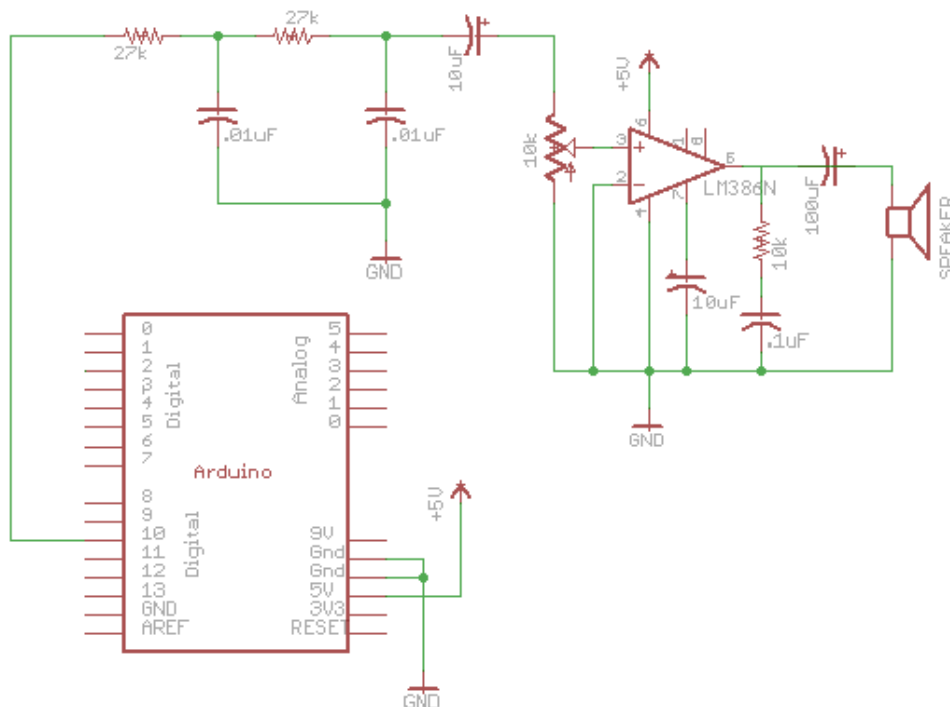 27k
27k
10uF
.01uF
.01uF
GND
+5V
10k
3
+
2
-
6
1
8
5
4
7
LM386N
100uF
10k
10uF
.1uF
SPEAKER
GND
0
1
2
3
4
5
6
7
Digital
5
4
3
2
1
0
Analog
Arduino
8
9
10
11
12
13
GND
AREF
Digital
9V
Gnd
Gnd
5V
3V3
RESET
+5V
GND